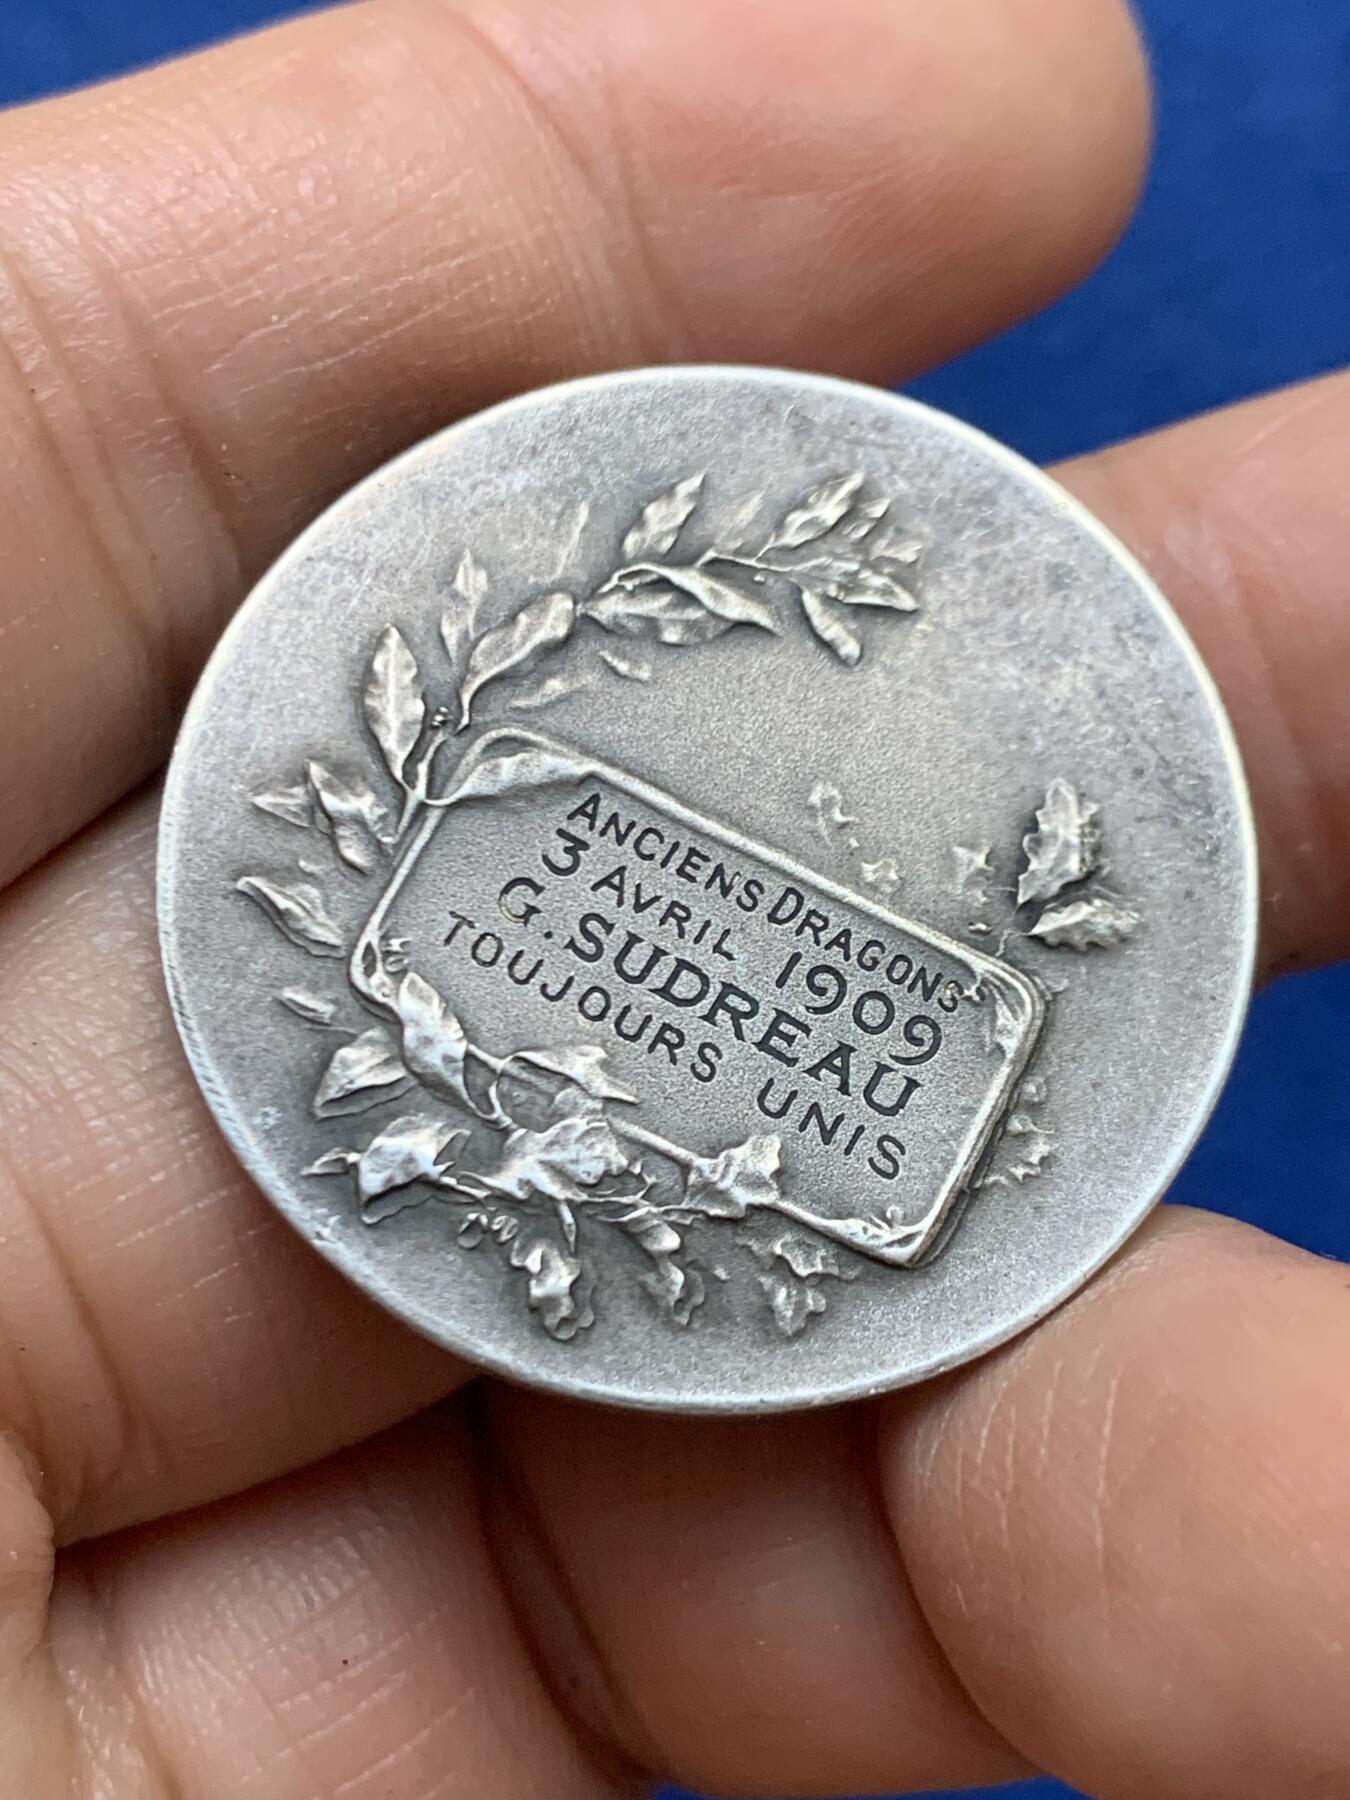 ANCIENS DRAGONS
3 AVRIL 1909
G. SUDREAU
TOUJOURS UNIS